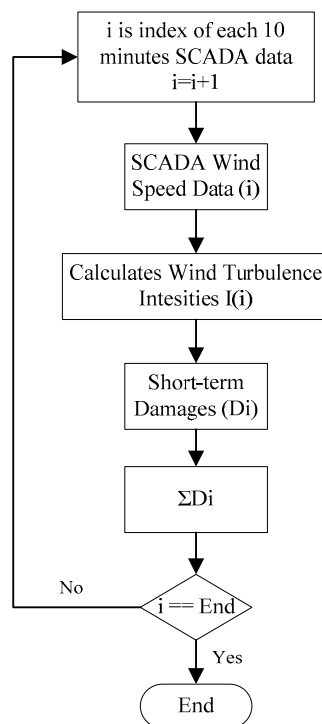 i is index of each 10
minutes SCADA data
i=i+1
SCADA Wind
Speed Data (i)
Calculates Wind Turbulence
Intesities I(i)
Short-term
Damages (Di)
ΣDi
No
i == End
Yes
End